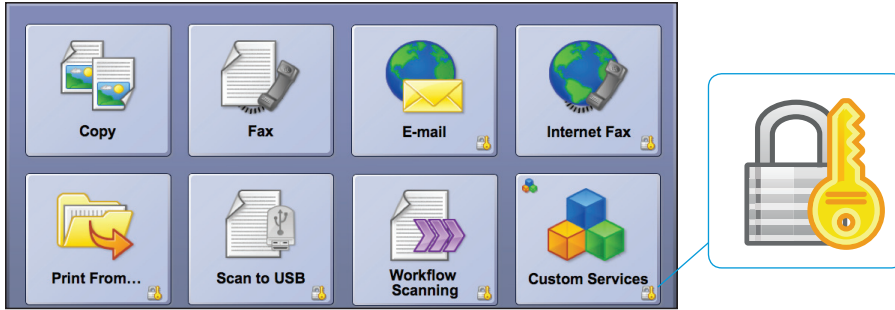 Copy
Fax
E-mail
Internet Fax
Print From...
Scan to USB
Workflow
Scanning
Custom Services